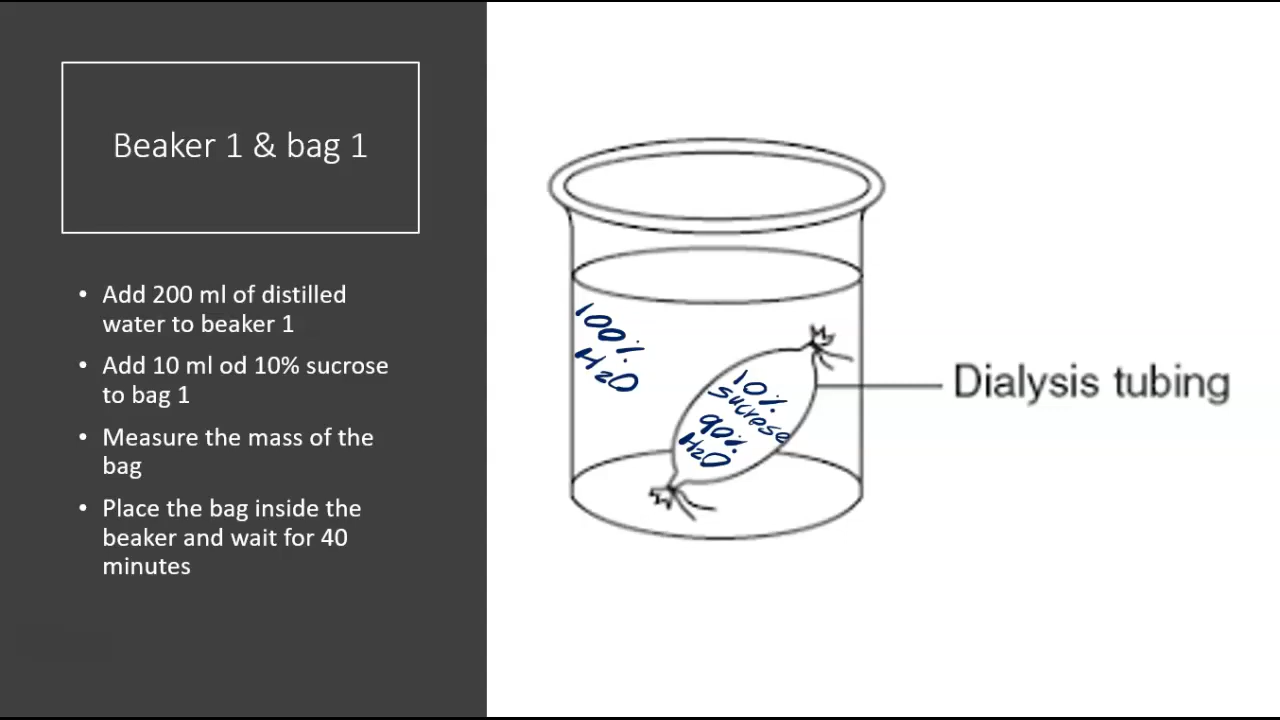 Beaker 1 & bag 1
• Add 200 ml of distilled
water to beaker 1
• Add 10 ml od 10% sucrose
to bag 1
• Measure the mass of the
bag
• Place the bag inside the
beaker and wait for 40
minutes
100%
H2O
10%
sucrose
90%
H2O
Dialysis tubing